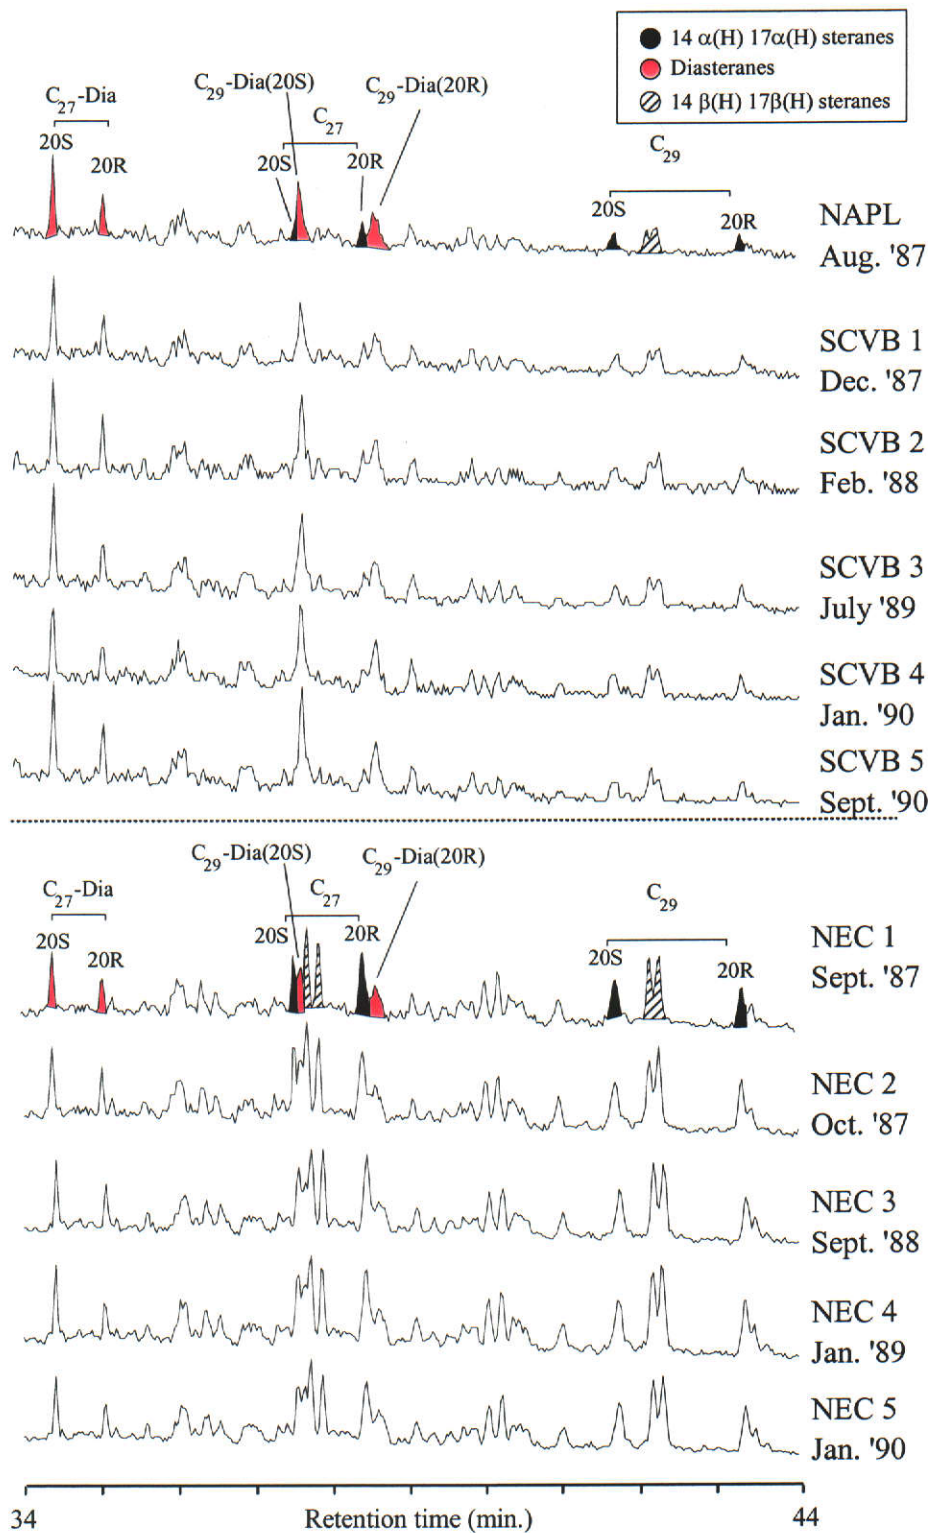 14 α(H) 17α(H) steranes
Diasteranes
14 β(H) 17β(H) steranes
C29-Dia(20S)
C29-Dia(20R)
C27-Dia
C27
C29
20S
20R
20S
20R
20S
20R
NAPL
Aug. '87
SCVB 1
Dec. '87
SCVB 2
Feb. '88
SCVB 3
July '89
SCVB 4
Jan. '90
SCVB 5
Sept. '90
C29-Dia(20S)
C29-Dia(20R)
C27-Dia
C27
C29
20S
20R
20S
20R
20S
20R
NEC 1
Sept. '87
NEC 2
Oct. '87
NEC 3
Sept. '88
NEC 4
Jan. '89
NEC 5
Jan. '90
34
Retention time (min.)
44